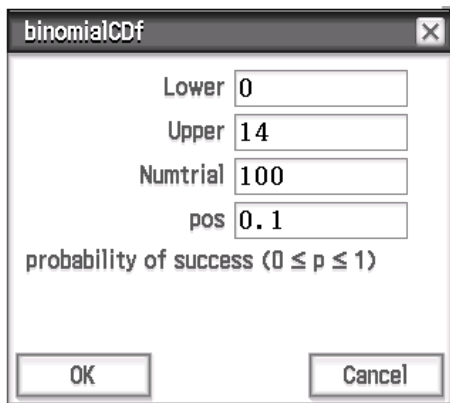 binomialCDf
Lower 0
Upper 14
Numtrial 100
pos 0.1
probability of success (0 ≤ p ≤ 1)
OK Cancel